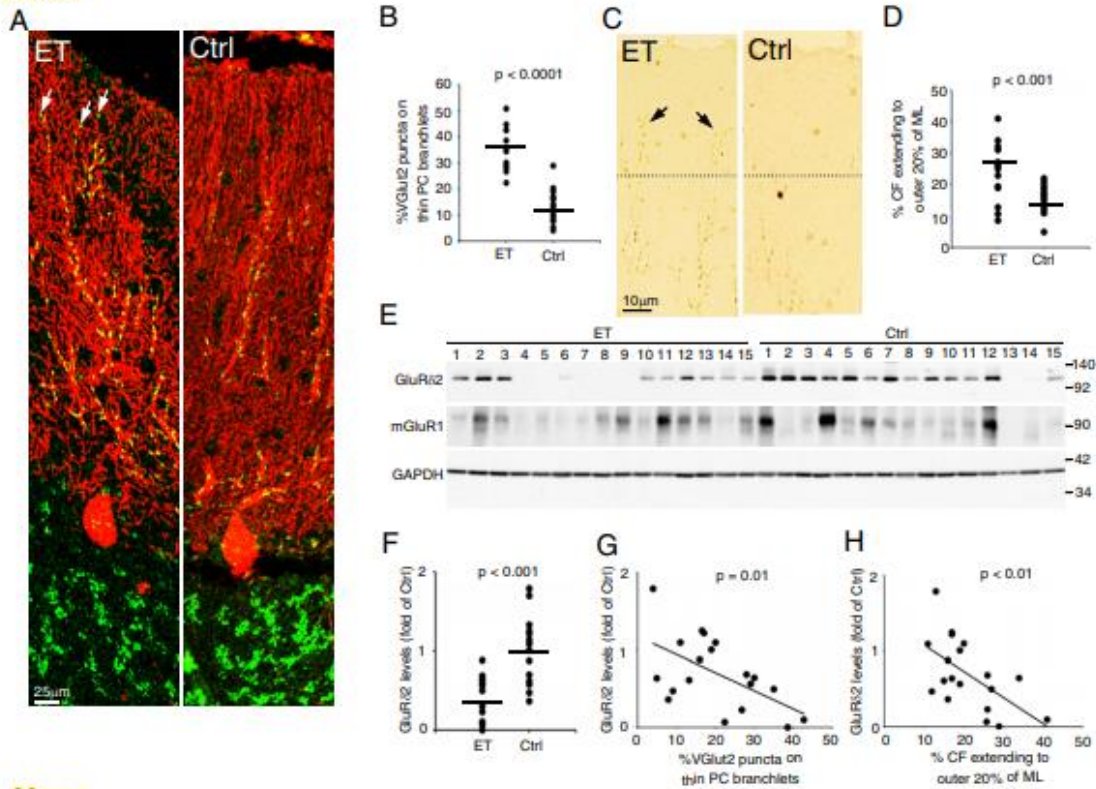 A
ET
Ctrl
25μm
B
p < 0.0001
%VGlut2 puncta on
thin PC branchlets
60
50
40
30
20
10
0
ET
Ctrl
C
ET
Ctrl
10μm
D
p < 0.001
% CF extending to
outer 20% of ML
50
40
30
20
10
0
ET
Ctrl
E
ET
Ctrl
1 2 3 4 5 6 7 8 9 10 11 12 13 14 15 1 2 3 4 5 6 7 8 9 10 11 12 13 14 15
GluRδ2
140
92
mGluR1
90
GAPDH
42
34
F
p < 0.001
GluRδ2 levels (fold of Ctrl)
2
1
0
ET
Ctrl
G
p = 0.01
GluRδ2 levels (fold of Ctrl)
2
1
0
0 10 20 30 40 50
%VGlut2 puncta on
thin PC branchlets
H
p < 0.01
GluRδ2 levels (fold of Ctrl)
2
1
0
0 10 20 30 40 50
% CF extending to
outer 20% of ML